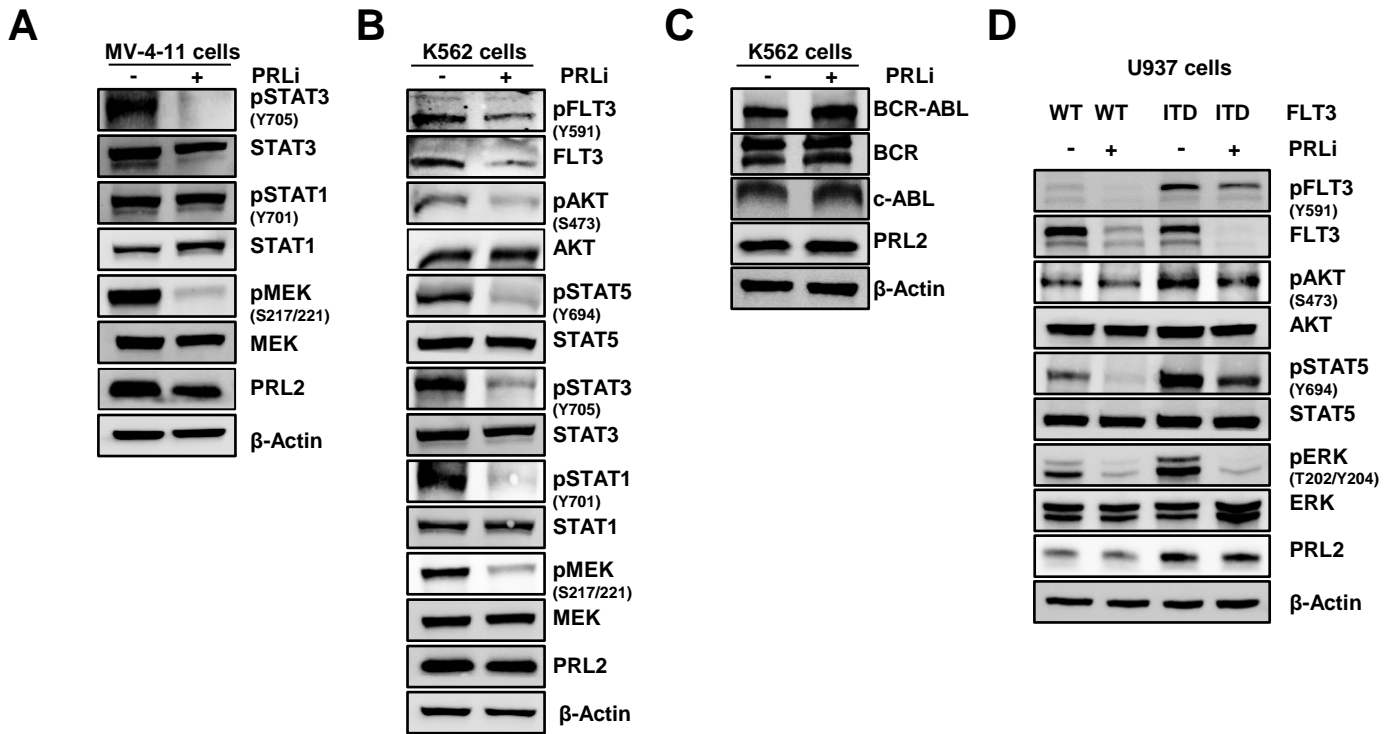 A
MV-4-11 cells
- + PRLi
pSTAT3
(Y705)
STAT3
pSTAT1
(Y701)
STAT1
pMEK
(S217/221)
MEK
PRL2
β-Actin
B
K562 cells
- + PRLi
pFLT3
(Y591)
FLT3
pAKT
(S473)
AKT
pSTAT5
(Y694)
STAT5
pSTAT3
(Y705)
STAT3
pSTAT1
(Y701)
STAT1
pMEK
(S217/221)
MEK
PRL2
β-Actin
C
K562 cells
- + PRLi
BCR-ABL
BCR
c-ABL
PRL2
β-Actin
D
U937 cells
WT WT ITD ITD FLT3
- + - + PRLi
pFLT3
(Y591)
FLT3
pAKT
(S473)
AKT
pSTAT5
(Y694)
STAT5
pERK
(T202/Y204)
ERK
PRL2
β-Actin